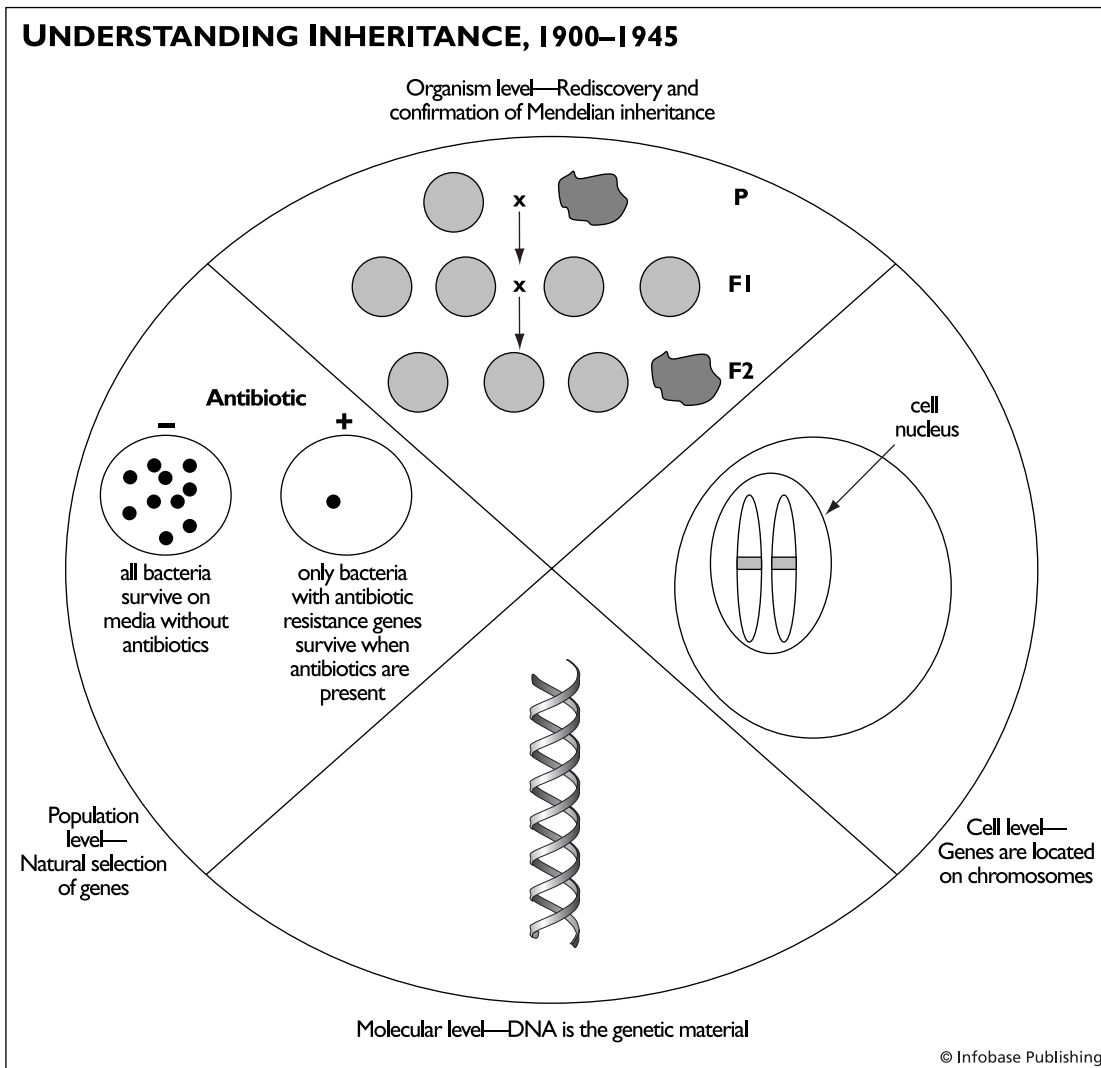 UNDERSTANDING INHERITANCE, 1900–1945
Organism level—Rediscovery and
confirmation of Mendelian inheritance
P
x
F1
x
F2
Antibiotic
–
+
all bacteria
survive on
media without
antibiotics
only bacteria
with antibiotic
resistance genes
survive when
antibiotics are
present
cell
nucleus
Population
level—
Natural selection
of genes
Cell level—
Genes are located
on chromosomes
Molecular level—DNA is the genetic material
© Infobase Publishing